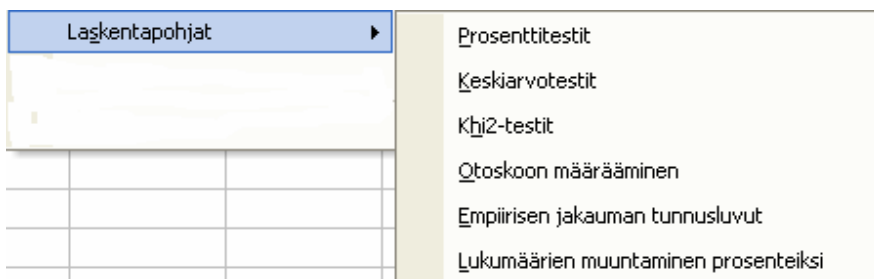 Laskentapohjat
Prosenttitestit
Keskiarvotestit
Khi2-testit
Otoskoon määrääminen
Empiirisen jakauman tunnusluvut
Lukumäärien muuntaminen prosenteiksi